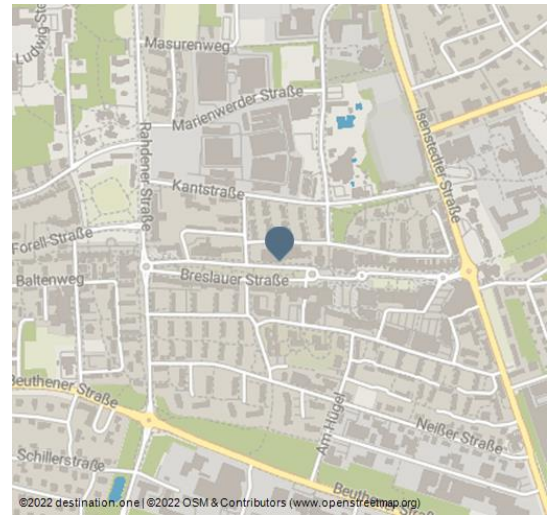 Ludwig-Ste
Masurenweg
Marienwerder Straße
Rahdener Straße
Isenstedter Straße
Kantstraße
Forell-Straße
Baltenweg
Breslauer Straße
Beuthener Straße
Am Hügel
Neißer Straße
Schillerstraße
Beuthe
©2022 destination.one | ©2022 OSM & Contributors (www.openstreetmap.org)